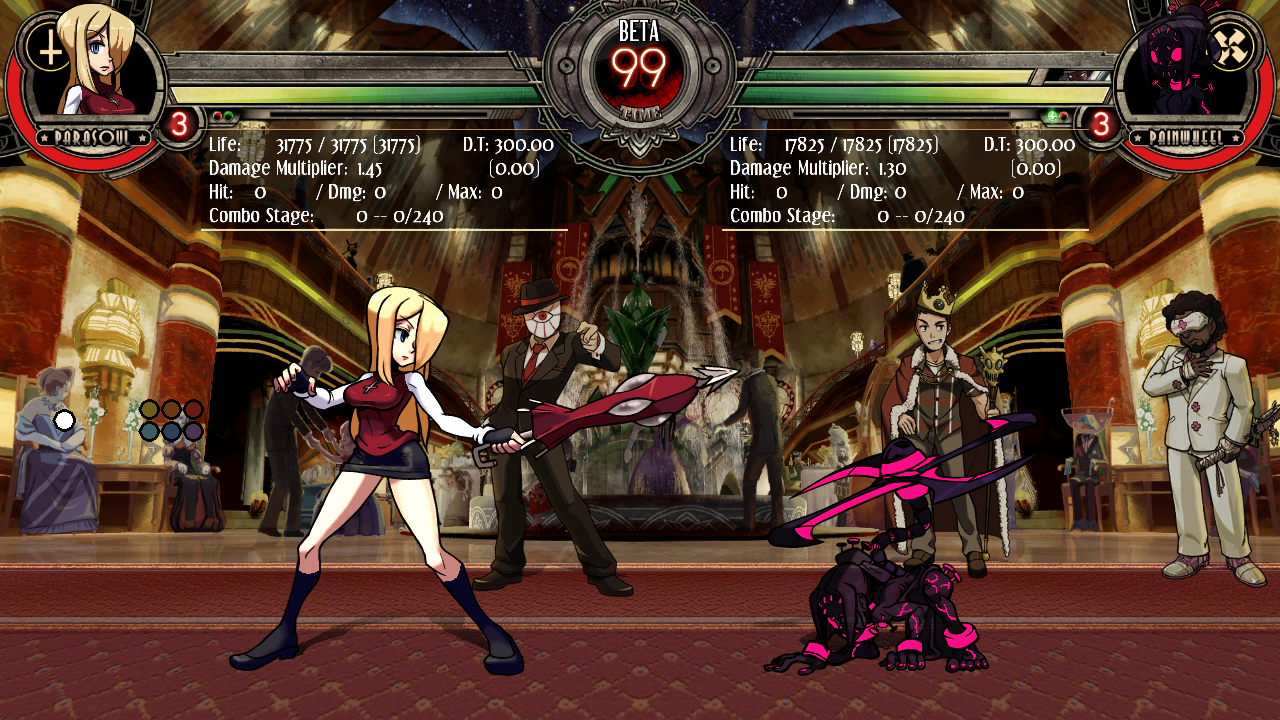 BETA
99
TIME
PARASOUL
3
3
PAINWHEEL
Life: 31775 / 31775 (31775) D.T: 300.00
Damage Multiplier: 1.45 (0.00)
Hit: 0 / Dmg: 0 / Max: 0
Combo Stage: 0 -- 0/240
Life: 17825 / 17825 (17825) D.T: 300.00
Damage Multiplier: 1.30 (0.00)
Hit: 0 / Dmg: 0 / Max: 0
Combo Stage: 0 -- 0/240